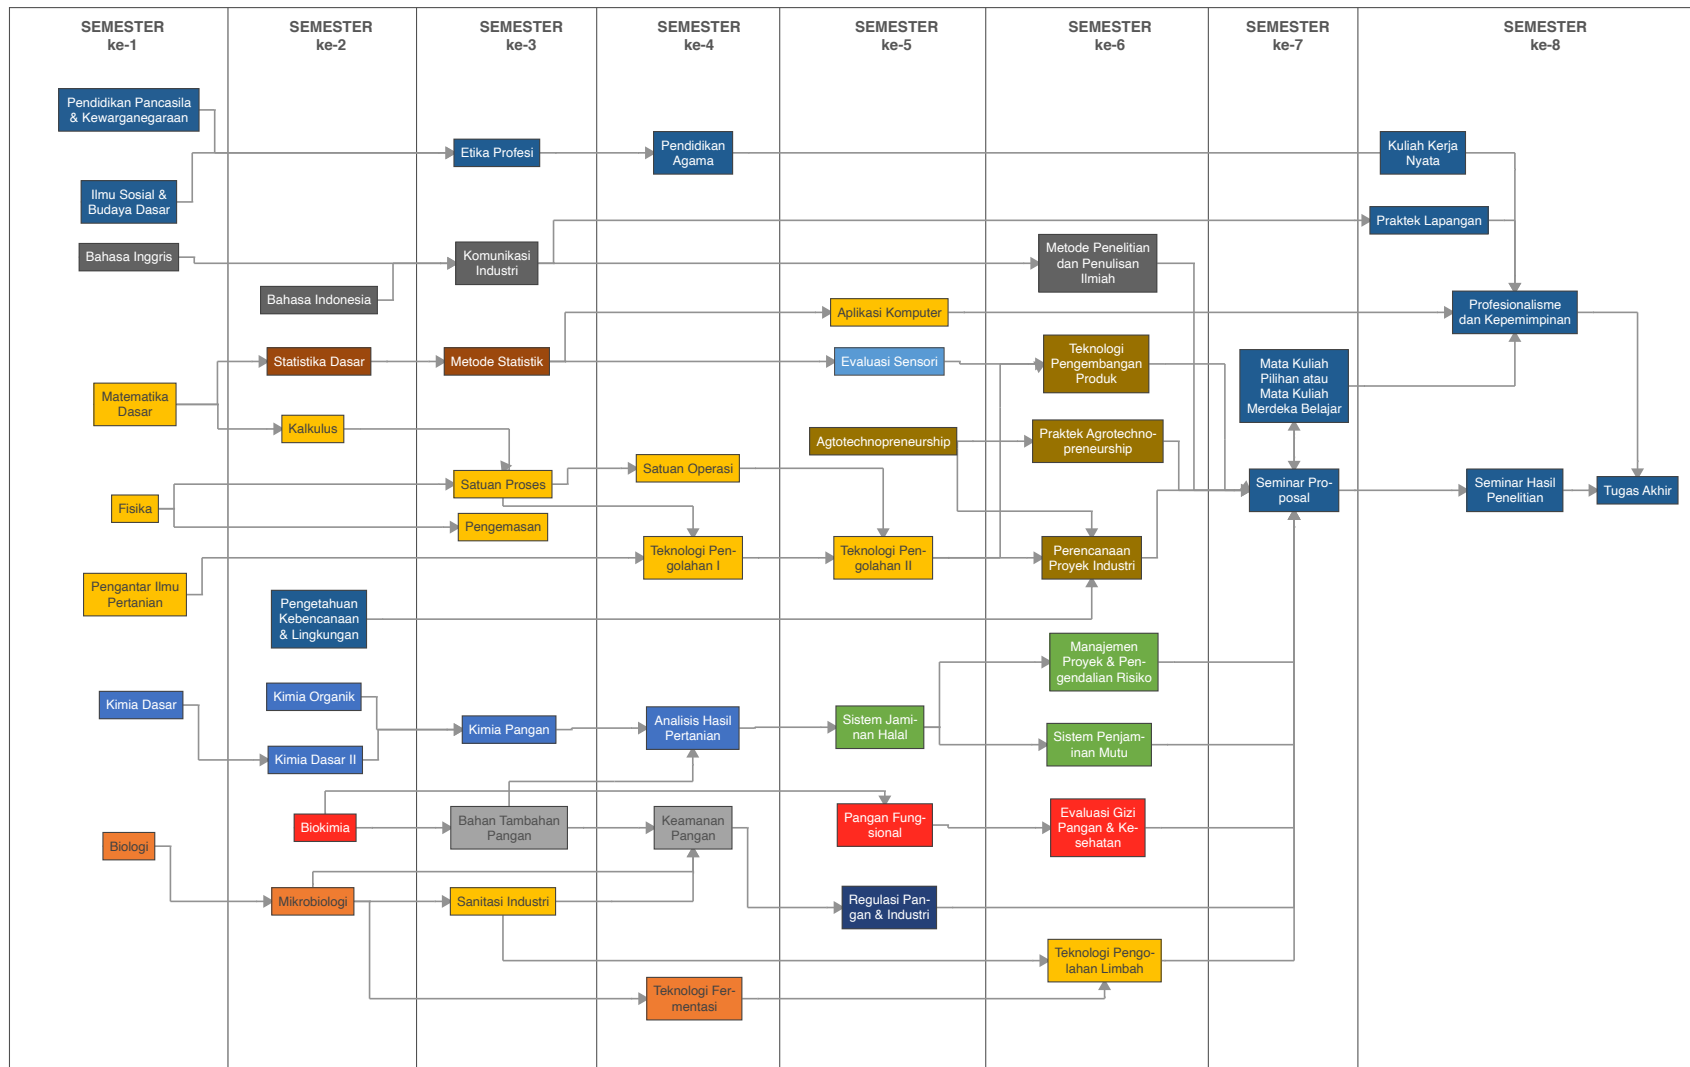 SEMESTER
ke-1
SEMESTER
ke-2
SEMESTER
ke-3
SEMESTER
ke-4
SEMESTER
ke-5
SEMESTER
ke-6
SEMESTER
ke-7
SEMESTER
ke-8
Pendidikan Pancasila
& Kewarganegaraan
Ilmu Sosial &
Budaya Dasar
Bahasa Inggris
Matematika
Dasar
Fisika
Pengantar Ilmu
Pertanian
Kimia Dasar
Biologi
Bahasa Indonesia
Statistika Dasar
Kalkulus
Pengetahuan
Kebencanaan
& Lingkungan
Kimia Organik
Kimia Dasar II
Biokimia
Mikrobiologi
Etika Profesi
Komunikasi
Industri
Metode Statistik
Satuan Proses
Pengemasan
Kimia Pangan
Bahan Tambahan
Pangan
Sanitasi Industri
Pendidikan
Agama
Satuan Operasi
Teknologi Pen-
golahan I
Analisis Hasil
Pertanian
Keamanan
Pangan
Teknologi Fer-
mentasi
Aplikasi Komputer
Evaluasi Sensori
Agtotechnopreneurship
Teknologi Pen-
golahan II
Sistem Jami-
nan Halal
Pangan Fung-
sional
Regulasi Pan-
gan & Industri
Metode Penelitian
dan Penulisan
Ilmiah
Teknologi
Pengembangan
Produk
Praktek Agrotechno-
preneurship
Perencanaan
Proyek Industri
Manajemen
Proyek & Pen-
gendalian Risiko
Sistem Penjam-
inan Mutu
Evaluasi Gizi
Pangan & Ke-
sehatan
Teknologi Pengo-
lahan Limbah
Mata Kuliah
Pilihan atau
Mata Kuliah
Merdeka Belajar
Seminar Pro-
posal
Kuliah Kerja
Nyata
Praktek Lapangan
Profesionalisme
dan Kepemimpinan
Seminar Hasil
Penelitian
Tugas Akhir